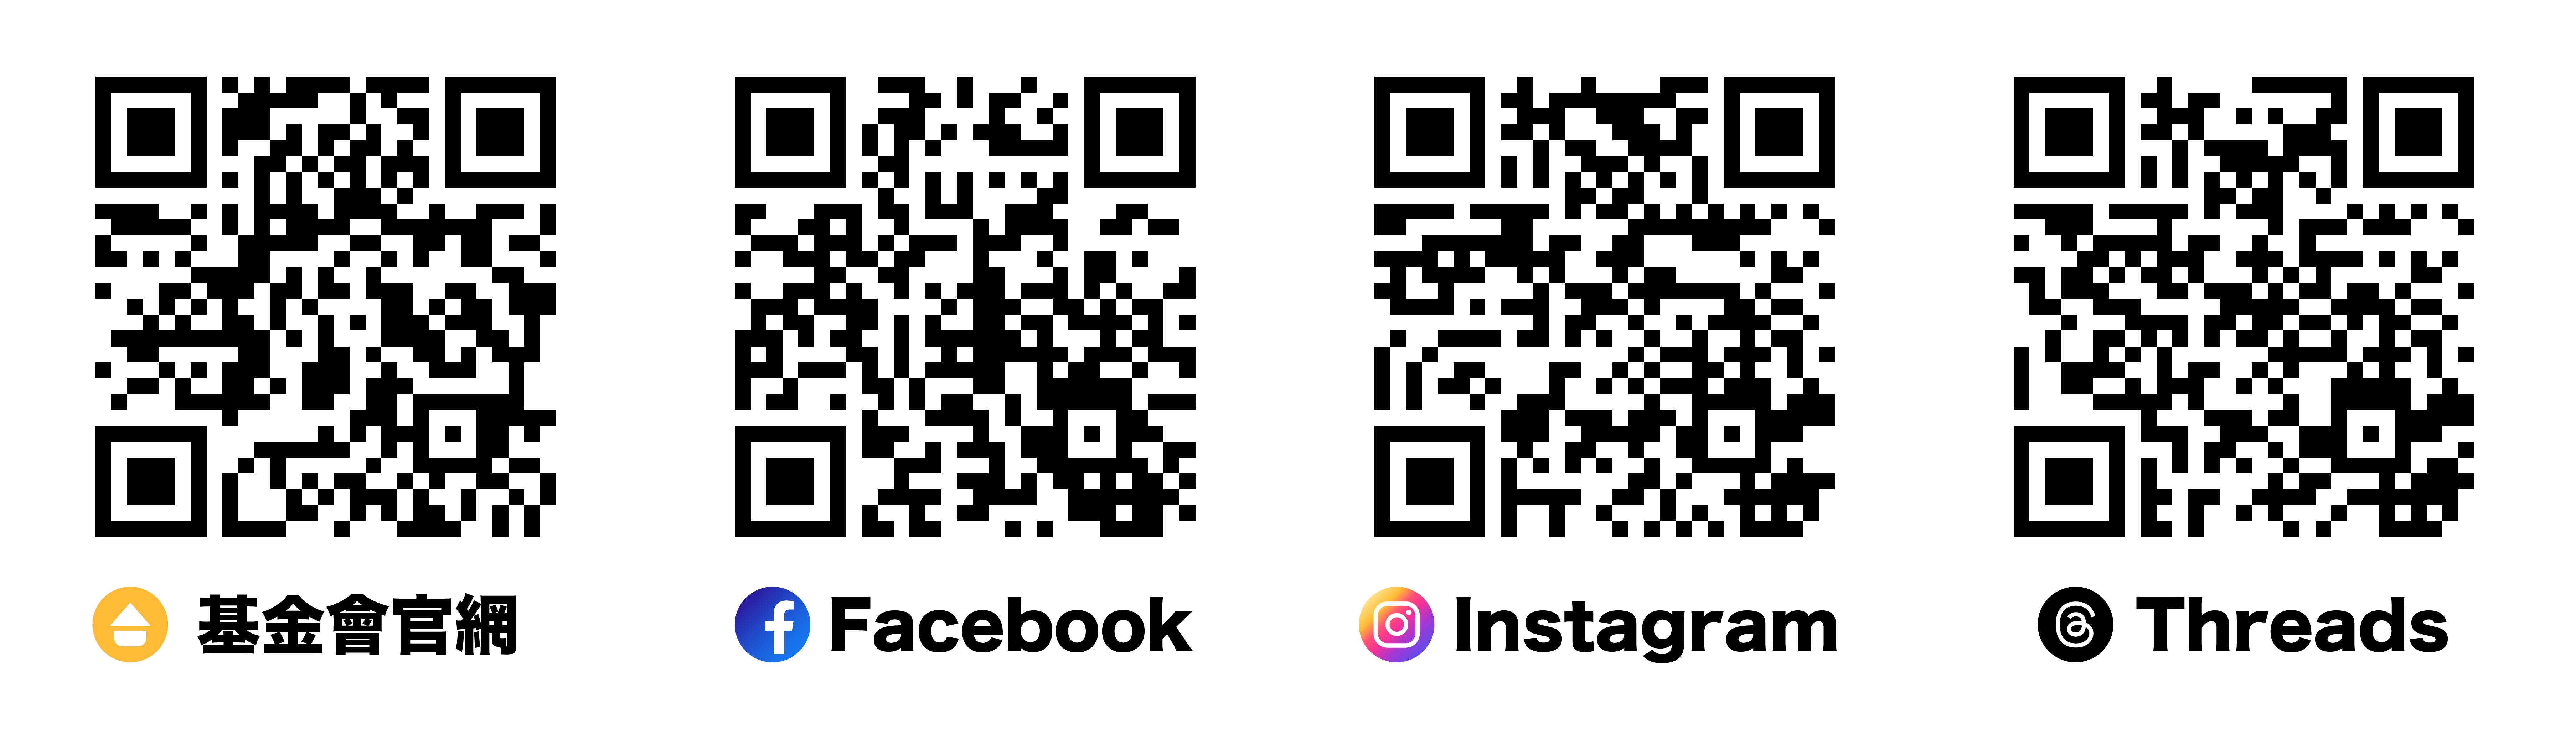 基金會官網
Facebook
Instagram
Threads